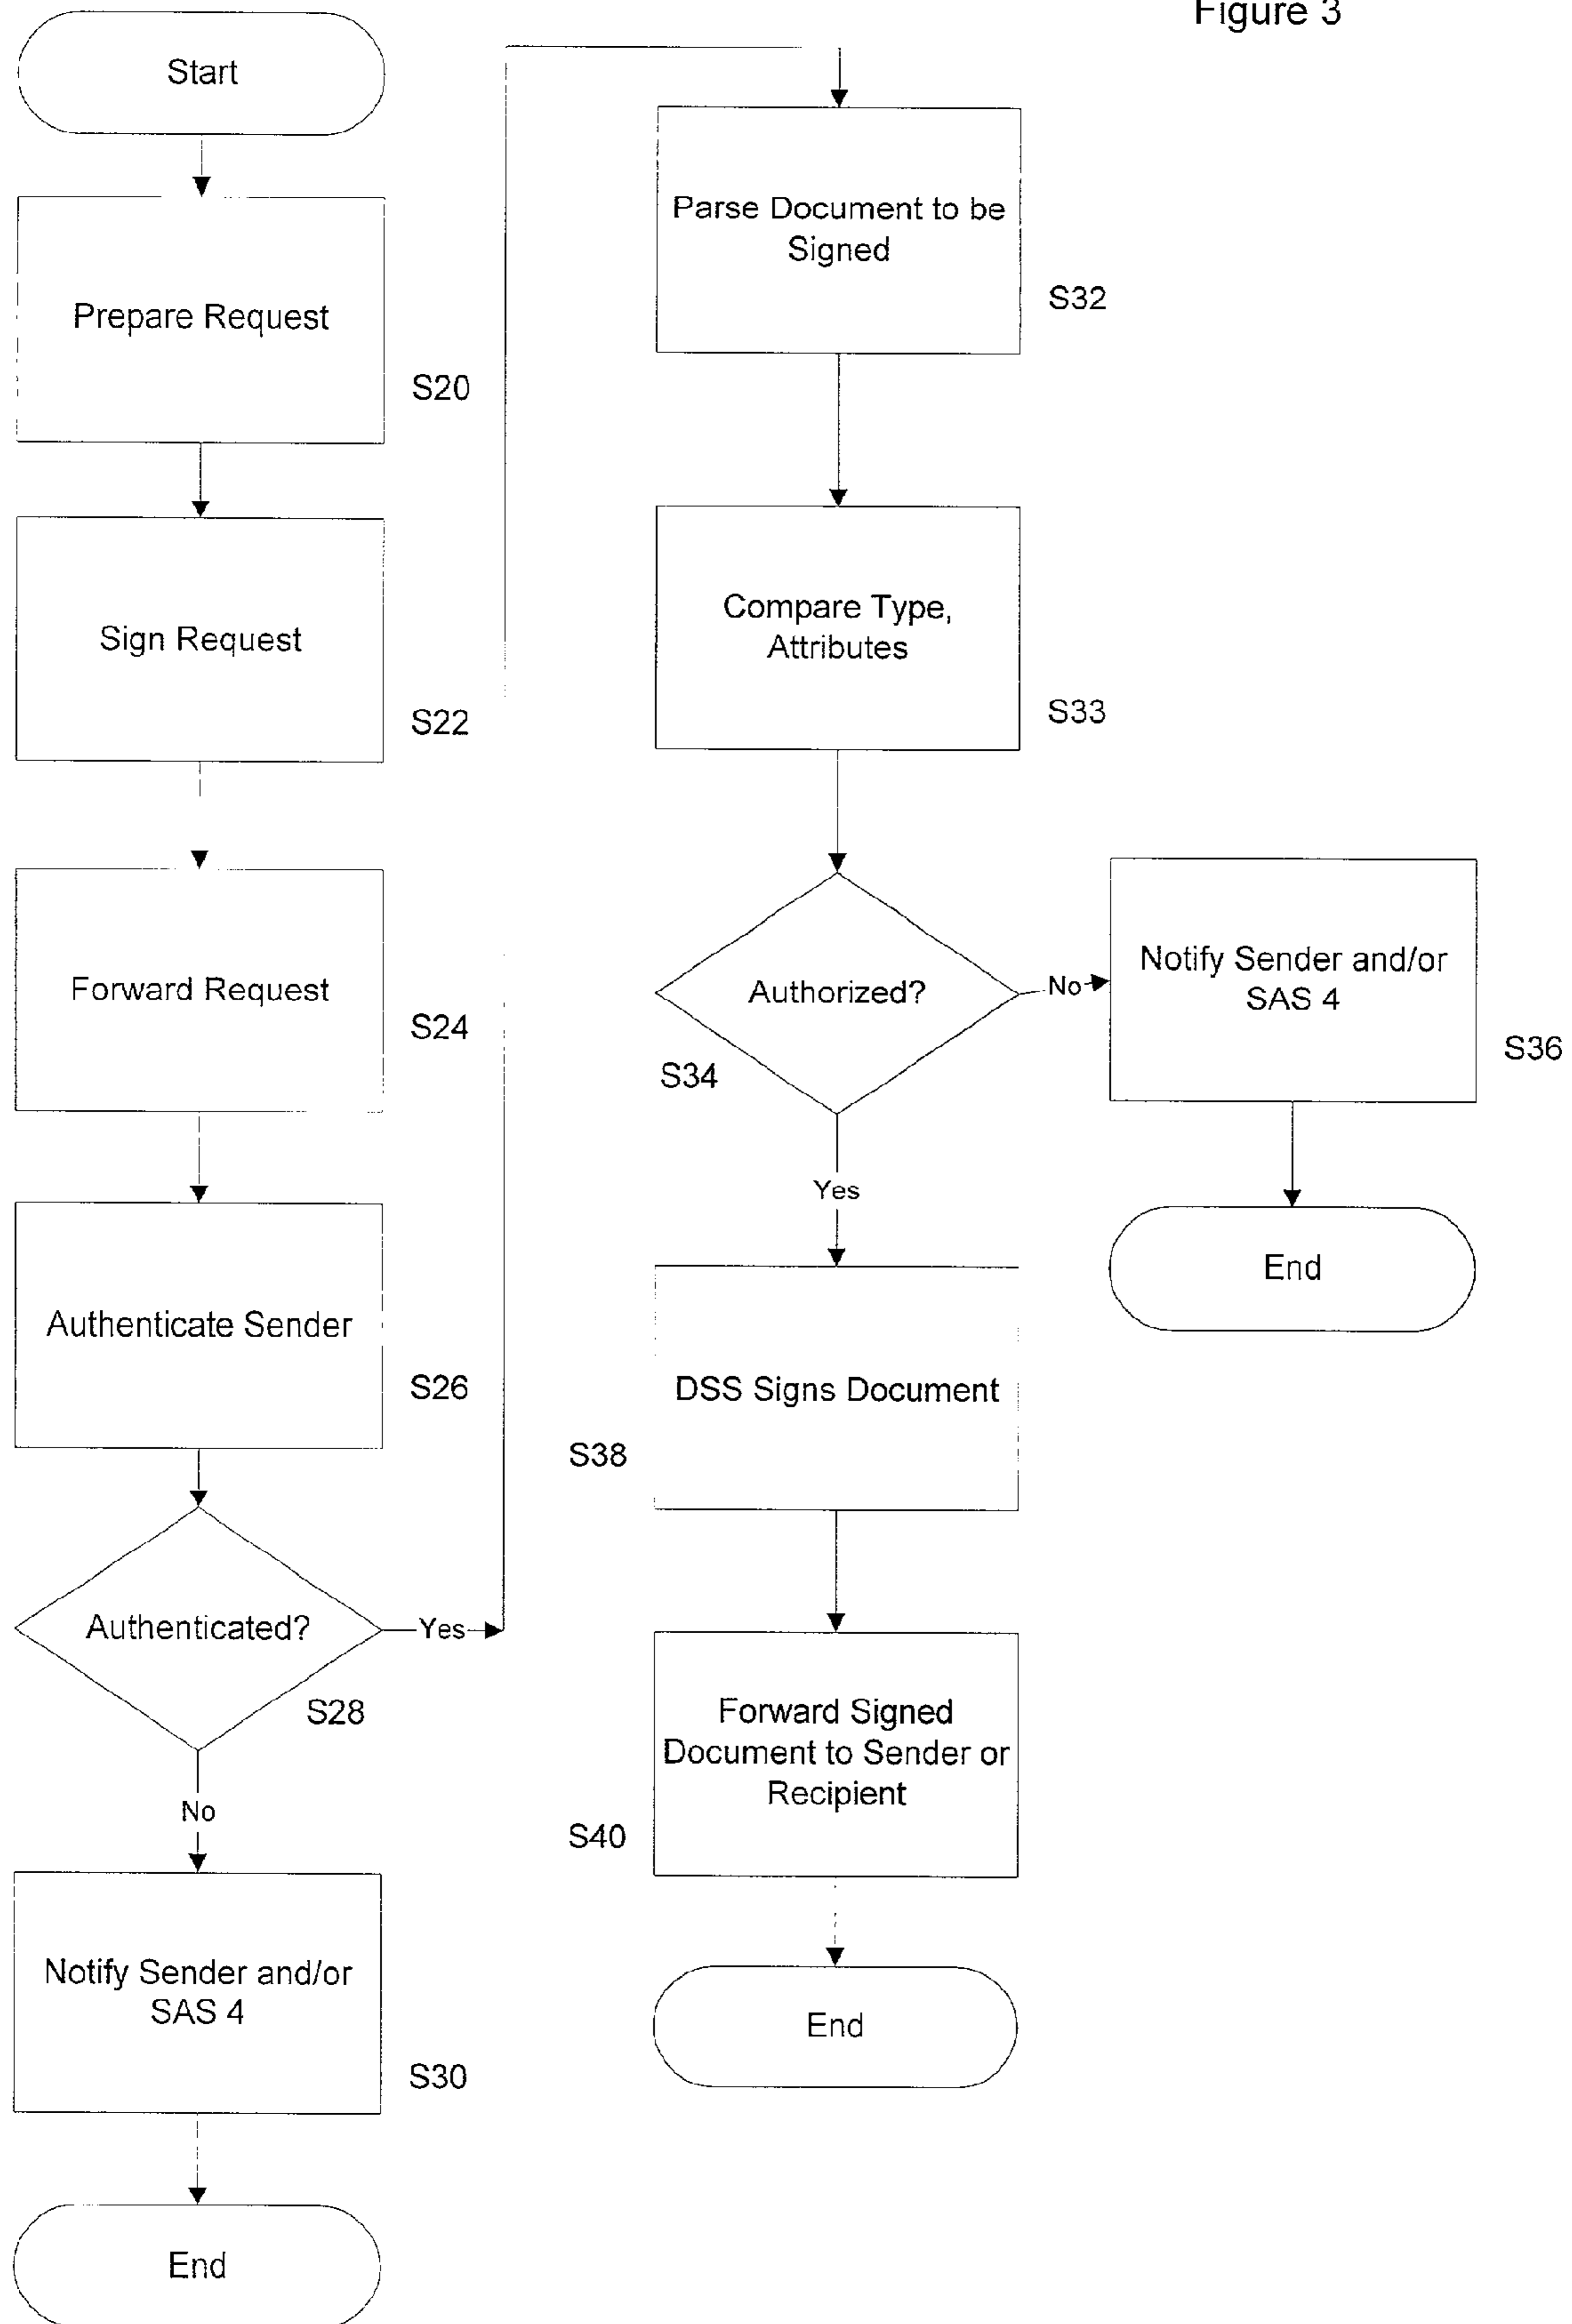 Figure 3
Start
Prepare Request
S20
Sign Request
S22
Forward Request
S24
Authenticate Sender
S26
Authenticated?
Yes
S28
No
Notify Sender and/or
SAS 4
S30
End
Parse Document to be
Signed
S32
Compare Type,
Attributes
S33
Authorized?
S34
No
Notify Sender and/or
SAS 4
S36
End
Yes
DSS Signs Document
S38
Forward Signed
Document to Sender or
Recipient
S40
End